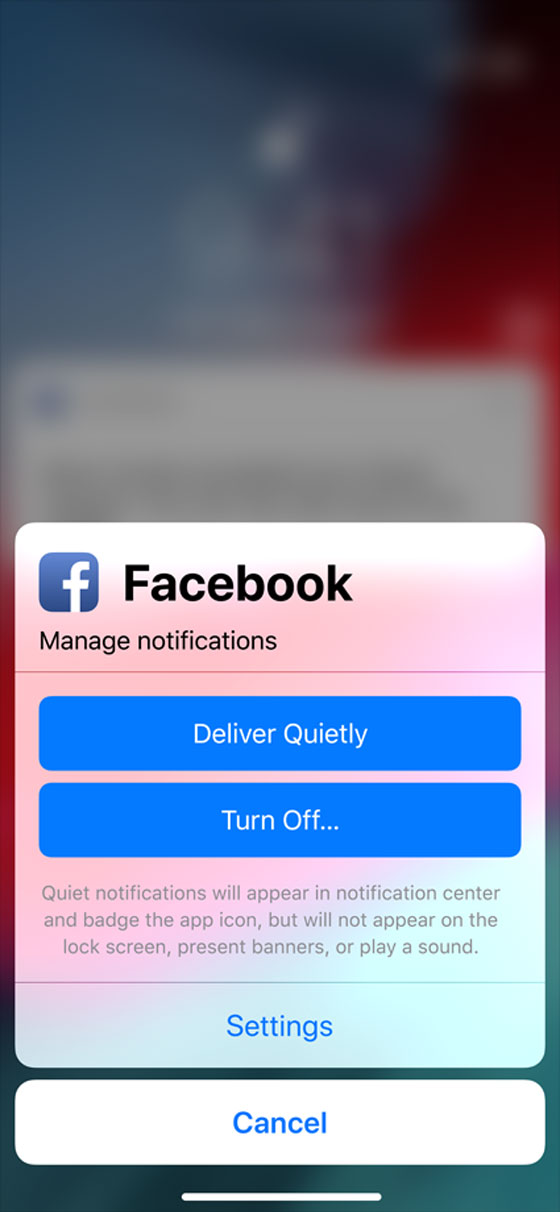 Facebook
Manage notifications
Deliver Quietly
Turn Off...
Quiet notifications will appear in notification center
and badge the app icon, but will not appear on the
lock screen, present banners, or play a sound.
Settings
Cancel